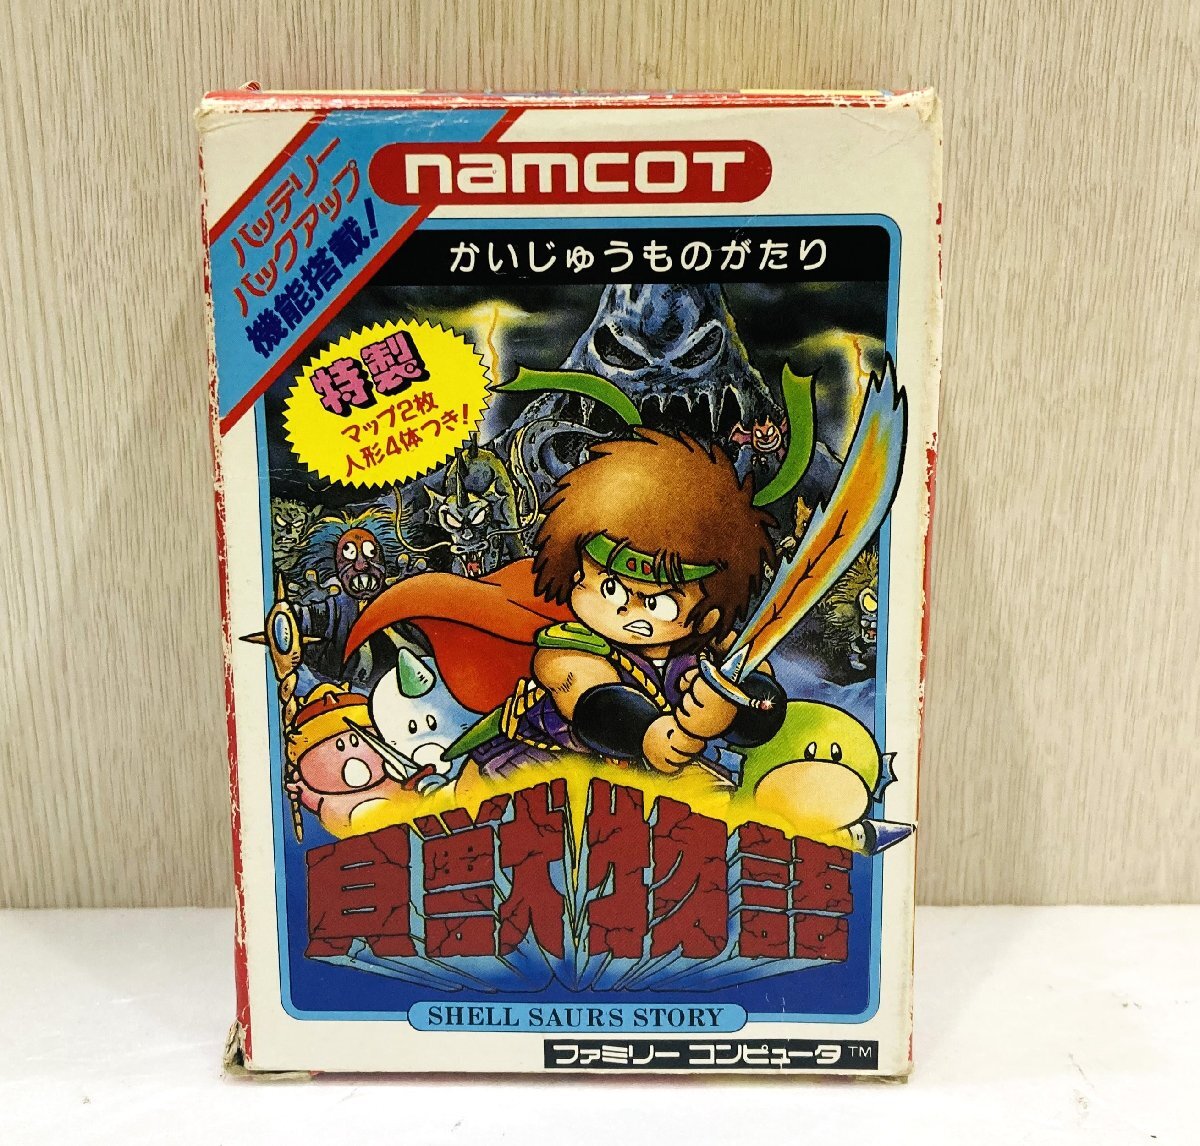 バッテリー
バックアップ
機能搭載!
namcot
かいじゅうものがたり
特製
マップ2枚
人形4体つき!
貝獣物語
SHELL SAURS STORY
ファミリー コンピュータ™